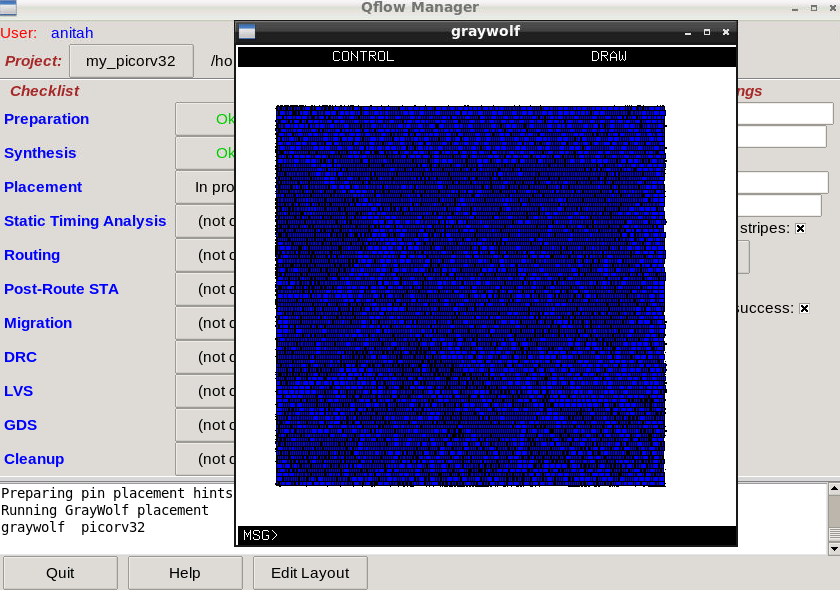 Qflow Manager
User: anitah
graywolf
Project: my_picorv32 /ho
CONTROL DRAW
Checklist
ngs
Preparation Ok
Synthesis Ok
Placement In pro
Static Timing Analysis (not d
stripes:
Routing (not d
Post-Route STA (not d
success:
Migration (not d
DRC (not d
LVS (not d
GDS (not d
Cleanup (not d
Preparing pin placement hints
Running GrayWolf placement
graywolf picorv32
MSG>
Quit Help Edit Layout